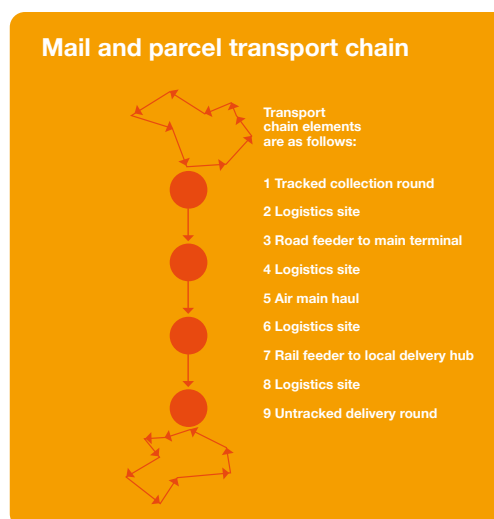 Mail and parcel transport chain
Transport
chain elements
are as follows:
1 Tracked collection round
2 Logistics site
3 Road feeder to main terminal
4 Logistics site
5 Air main haul
6 Logistics site
7 Rail feeder to local delvery hub
8 Logistics site
9 Untracked delivery round